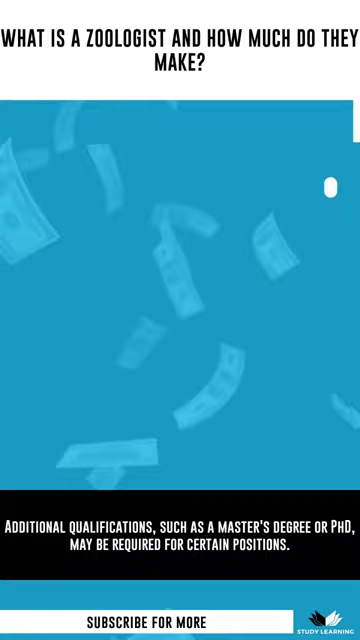 WHAT IS A ZOOLOGIST AND HOW MUCH DO THEY
MAKE?
ADDITIONAL QUALIFICATIONS, SUCH AS A MASTER'S DEGREE OR PHD,
MAY BE REQUIRED FOR CERTAIN POSITIONS.
SUBSCRIBE FOR MORE
STUDY LEARNING